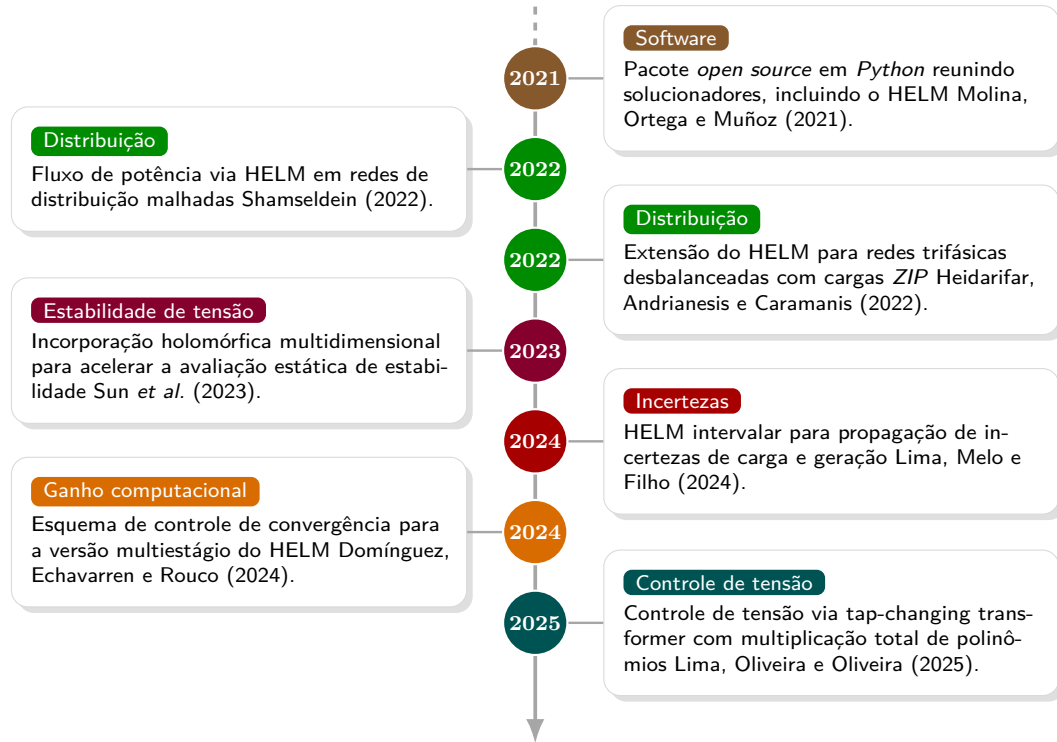 2021
Software
Pacote open source em Python reunindo
solucionadores, incluindo o HELM Molina,
Ortega e Muñoz (2021).
2022
Distribuição
Fluxo de potência via HELM em redes de
distribuição malhadas Shamseldein (2022).
2022
Distribuição
Extensão do HELM para redes trifásicas
desbalanceadas com cargas ZIP Heidarifar,
Andrianesis e Caramanis (2022).
2023
Estabilidade de tensão
Incorporação holomórfica multidimensional
para acelerar a avaliação estática de estabi-
lidade Sun et al. (2023).
2024
Incertezas
HELM intervalar para propagação de in-
certezas de carga e geração Lima, Melo e
Filho (2024).
2024
Ganho computacional
Esquema de controle de convergência para
a versão multiestágio do HELM Domínguez,
Echavarren e Rouco (2024).
2025
Controle de tensão
Controle de tensão via tap-changing trans-
former com multiplicação total de polinô-
mios Lima, Oliveira e Oliveira (2025).